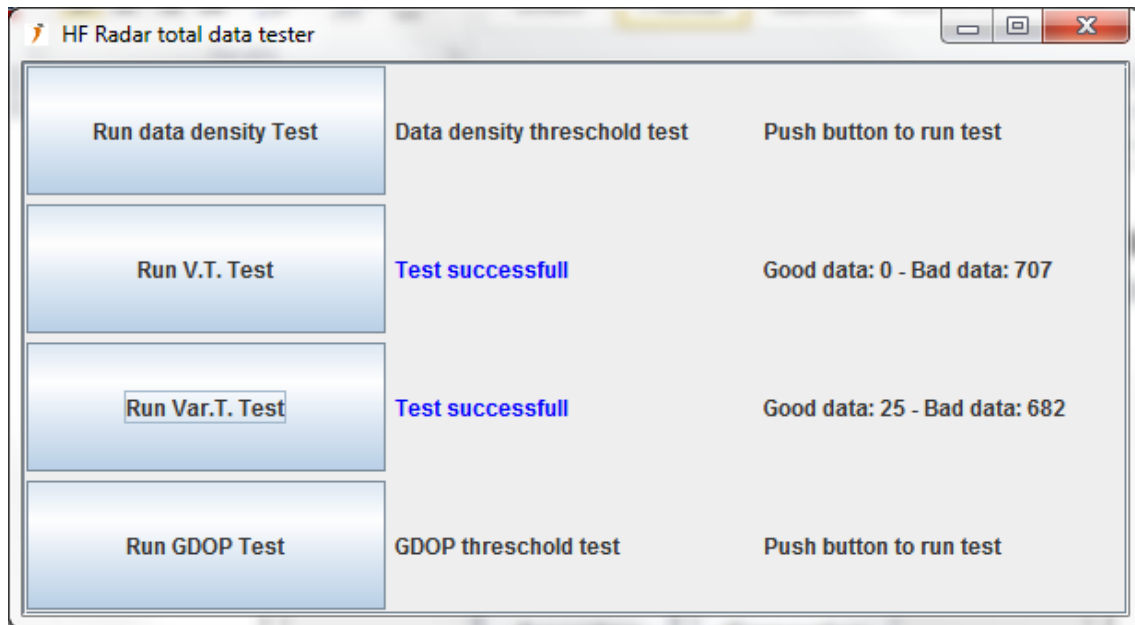 HF Radar total data tester
Run data density Test Data density threschold test Push button to run test
Run V.T. Test Test successfull Good data: 0 - Bad data: 707
Run Var.T. Test Test successfull Good data: 25 - Bad data: 682
Run GDOP Test GDOP threschold test Push button to run test